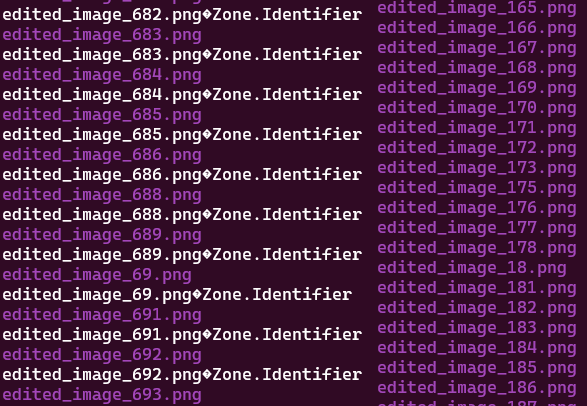 edited_image_682.png�Zone.Identifier
edited_image_683.png
edited_image_683.png�Zone.Identifier
edited_image_684.png
edited_image_684.png�Zone.Identifier
edited_image_685.png
edited_image_685.png�Zone.Identifier
edited_image_686.png
edited_image_686.png�Zone.Identifier
edited_image_688.png
edited_image_688.png�Zone.Identifier
edited_image_689.png
edited_image_689.png�Zone.Identifier
edited_image_69.png
edited_image_69.png�Zone.Identifier
edited_image_691.png
edited_image_691.png�Zone.Identifier
edited_image_692.png
edited_image_692.png�Zone.Identifier
edited_image_693.png
edited_image_165.png
edited_image_166.png
edited_image_167.png
edited_image_168.png
edited_image_169.png
edited_image_170.png
edited_image_171.png
edited_image_172.png
edited_image_173.png
edited_image_175.png
edited_image_176.png
edited_image_177.png
edited_image_178.png
edited_image_18.png
edited_image_181.png
edited_image_182.png
edited_image_183.png
edited_image_184.png
edited_image_185.png
edited_image_186.png
edited_image_187.png